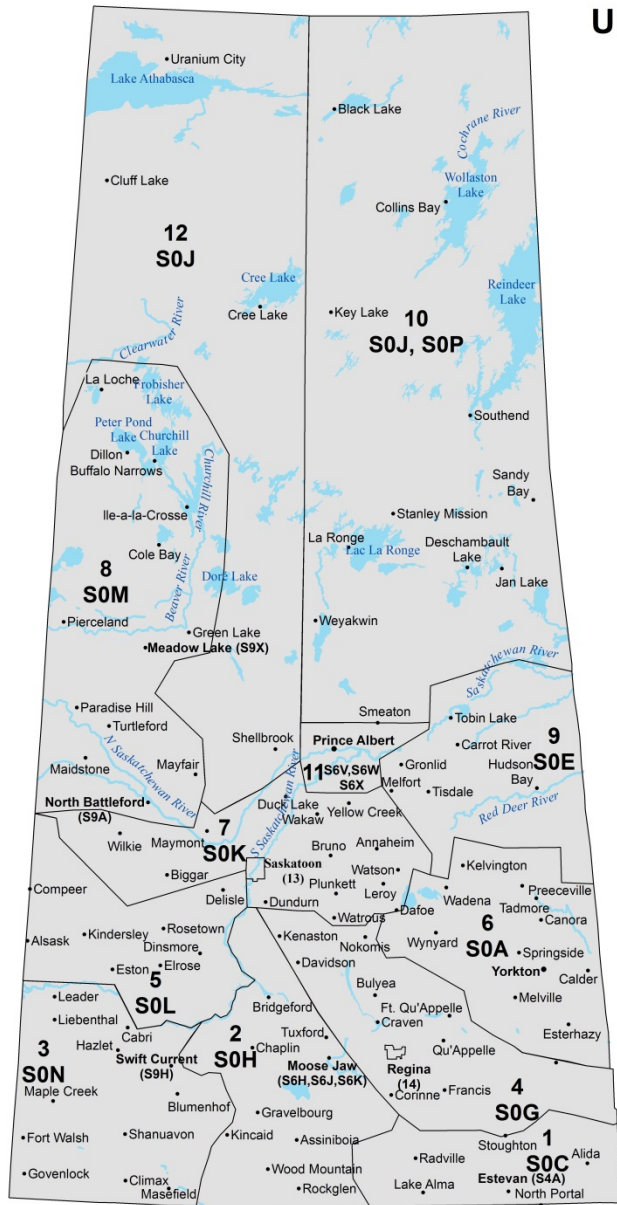 U
Uranium City
Lake Athabasca
Black Lake
Cochrane River
Cluff Lake
Wollaston
Lake
Collins Bay
12
S0J
Cree Lake
Cree Lake
Reindeer
Lake
Key Lake
10
S0J, S0P
Clearwater River
La Loche
Frobisher
Lake
Southend
Peter Pond
Lake
Churchill
Lake
Dillon
Buffalo Narrows
Churchill River
Sandy
Bay
Ile-a-la-Crosse
Stanley Mission
La Ronge
Lac La Ronge
Deschambault
Lake
Jan Lake
Cole Bay
8
S0M
Beaver River
Doré Lake
Pierceland
Green Lake
Weyakwin
Meadow Lake (S9X)
Saskatchewan River
Paradise Hill
Turtleford
Smeaton
Tobin Lake
9
S0E
N Saskatchewan River
Shellbrook
Prince Albert
Carrot River
Maidstone
Mayfair
11
S6V,S6W
S6X
Gronlid
Hudson
Bay
Melfort
Tisdale
North Battleford
(S9A)
S Saskatchewan River
Duck Lake
Wakaw
Yellow Creek
Red Deer River
7
S0K
Wilkie
Maymont
Bruno
Annaheim
Saskatoon
(13)
Watson
Kelvington
Biggar
Plunkett
Leroy
Wadena
Preeceville
Compeer
Delisle
Dundurn
Dafoe
Tadmore
Canora
6
S0A
Watrous
Wynyard
Alsask
Kindersley
Rosetown
Dinsmore
Kenaston
Nokomis
Springside
Eston
Elrose
Davidson
Yorkton
Calder
5
S0L
Bulyea
Melville
Leader
Bridgeford
Ft. Qu'Appelle
Craven
Liebenthal
2
S0H
Tuxford
Esterhazy
Cabri
Hazlet
Chaplin
Qu'Appelle
3
S0N
Swift Current
(S9H)
Moose Jaw
(S6H,S6J,S6K)
Regina
(14)
Maple Creek
Blumenhof
Corinne
Francis
4
S0G
Gravelbourg
Fort Walsh
Shanuavon
Kincaid
Assiniboia
Stoughton
1
S0C
Radville
Alida
Govenlock
Climax
Wood Mountain
Estevan (S4A)
Masefield
Rockglen
Lake Alma
North Portal